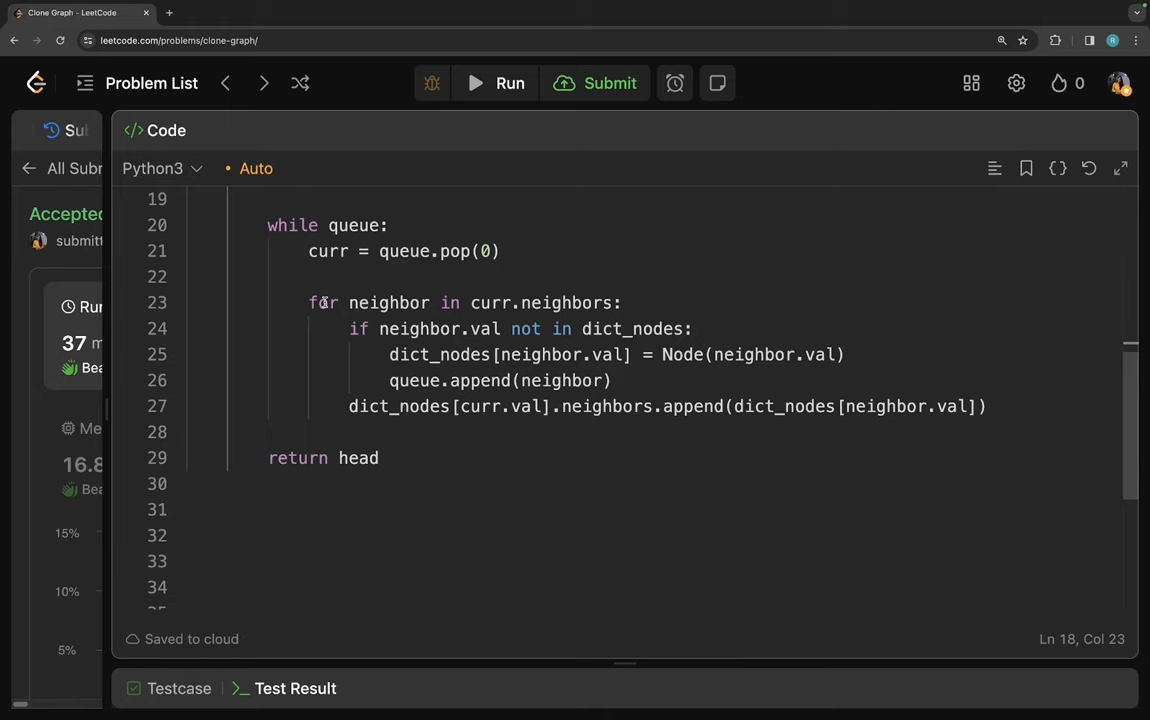 Clone Graph - LeetCode
leetcode.com/problems/clone-graph/
R
Problem List
Run
Submit
0
Su
Code
All Subr
Python3
Auto
Accepted
submitt
Run
37 m
Bea
Me
16.8
Bea
15%
10%
5%
19
20 while queue:
21 curr = queue.pop(0)
22
23 for neighbor in curr.neighbors:
24 if neighbor.val not in dict_nodes:
25 dict_nodes[neighbor.val] = Node(neighbor.val)
26 queue.append(neighbor)
27 dict_nodes[curr.val].neighbors.append(dict_nodes[neighbor.val])
28
29 return head
30
31
32
33
34
Saved to cloud
Ln 18, Col 23
Testcase
Test Result